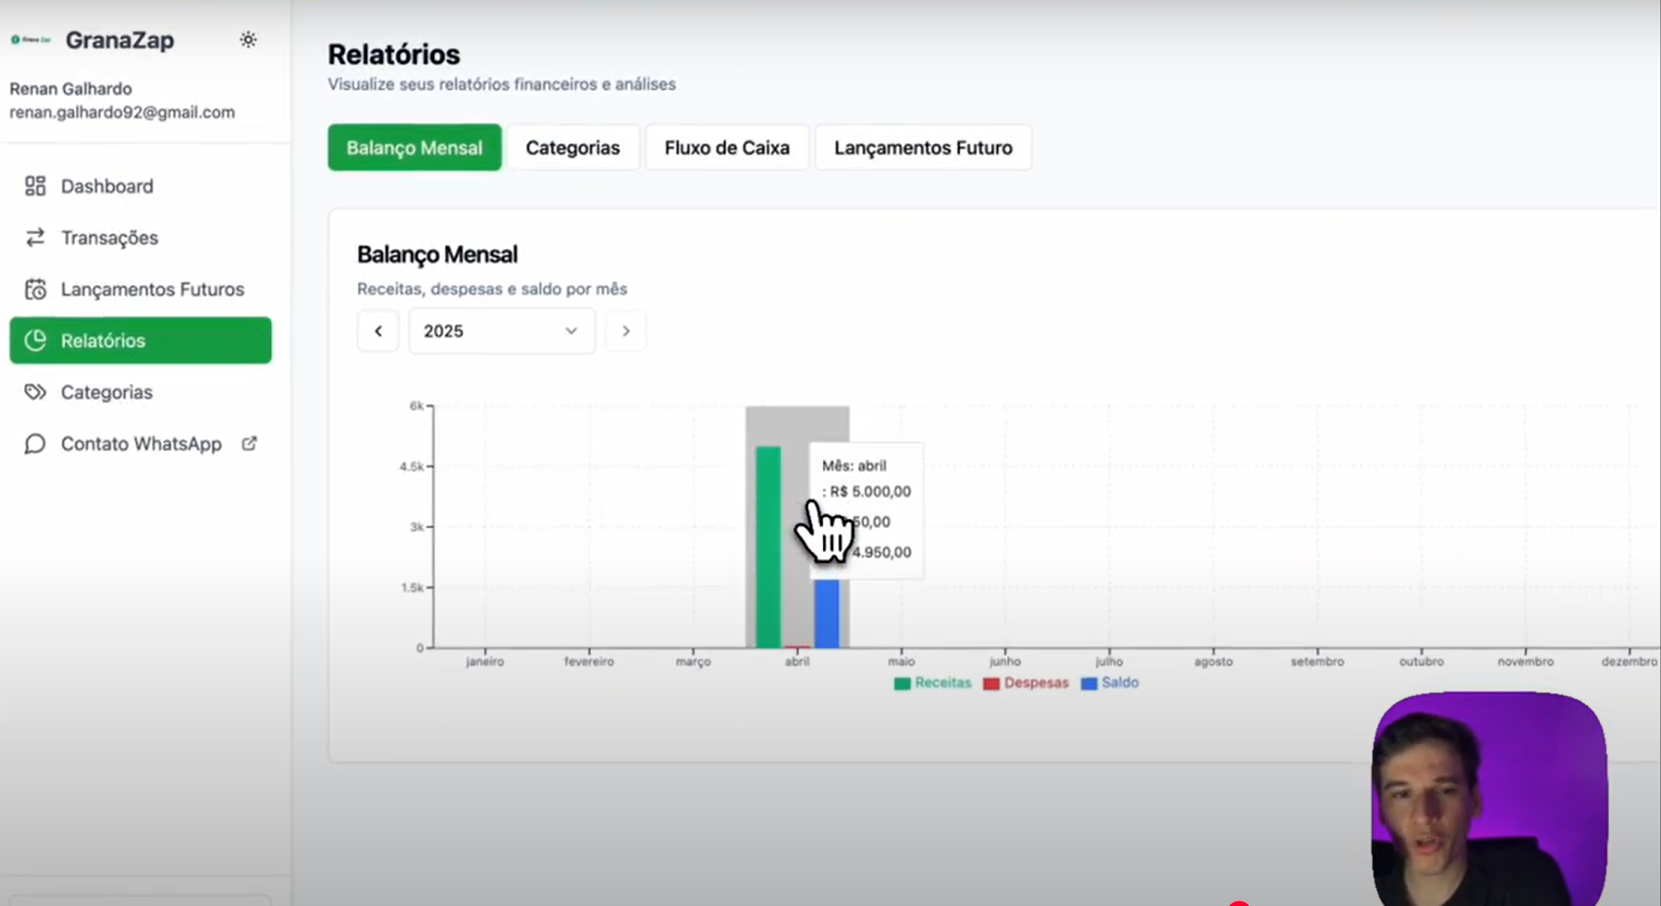 GranaZap
Renan Galhardo
renan.galhardo92@gmail.com
Dashboard
Transações
Lançamentos Futuros
Relatórios
Categorias
Contato WhatsApp
Relatórios
Visualize seus relatórios financeiros e análises
Balanço Mensal
Categorias
Fluxo de Caixa
Lançamentos Futuro
Balanço Mensal
Receitas, despesas e saldo por mês
2025
6k
4.5k
3k
1.5k
0
Mês: abril
: R$ 5.000,00
50,00
4.950,00
janeiro fevereiro março abril maio junho julho agosto setembro outubro novembro dezembro
Receitas Despesas Saldo